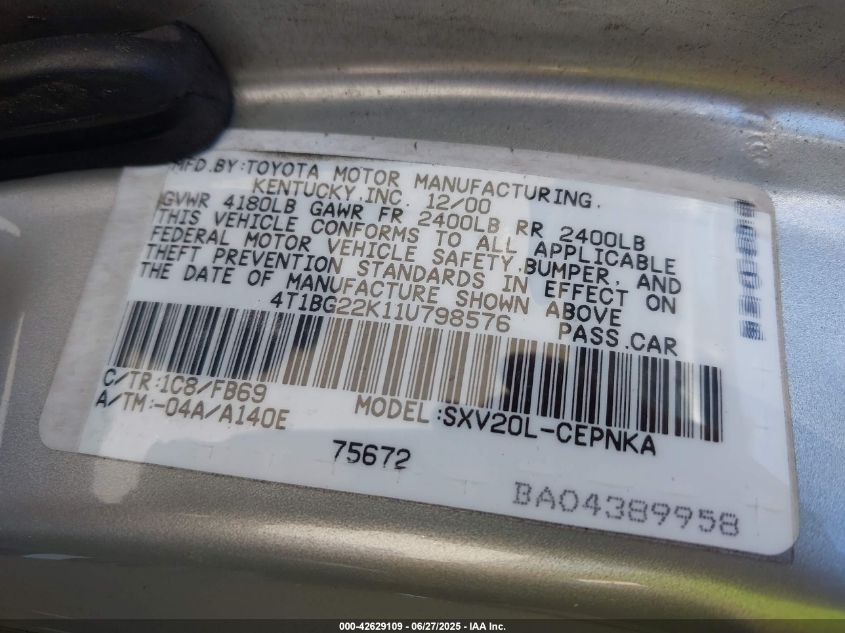 MFD.BY:TOYOTA MOTOR MANUFACTURING.
KENTUCKY.INC. 12/00
GVWR 4180LB GAWR FR 2400LB RR 2400LB
THIS VEHICLE CONFORMS TO ALL APPLICABLE
FEDERAL MOTOR VEHICLE SAFETY.BUMPER, AND
THEFT PREVENTION STANDARDS IN EFFECT ON
THE DATE OF MANUFACTURE SHOWN ABOVE
4T1BG22K11U798576 PASS.CAR
C/TR:1C8/FB69
A/TM:-04A/A140E MODEL:SXV20L-CEPNKA
75672
BA04389958
000-42629109 - 06/27/2025 - SXV IAA, Inc.